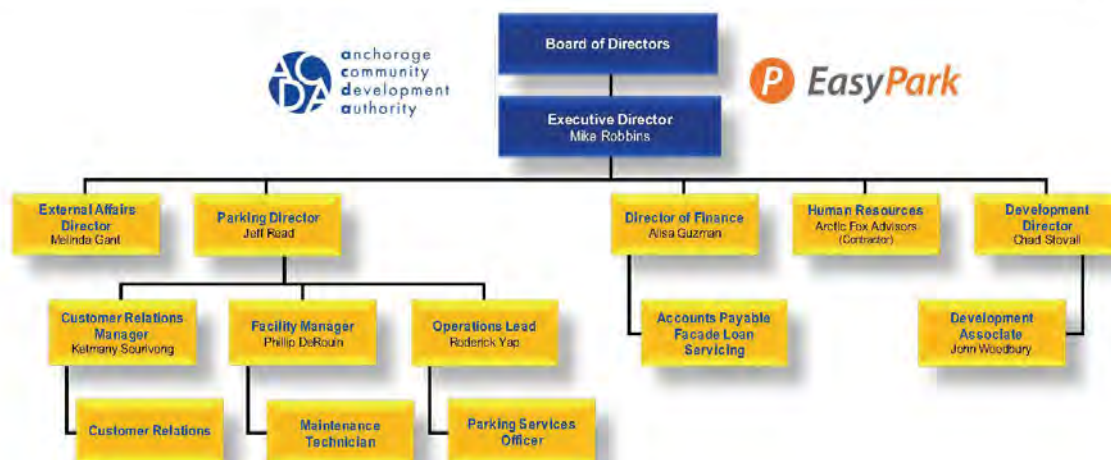 ACDA
anchorage
community
development
authority
Board of Directors
P EasyPark
Executive Director
Mike Robbins
External Affairs
Director
Melinda Gant
Parking Director
Jeff Read
Director of Finance
Alisa Guzman
Human Resources
Arctic Fox Advisors
(Contractor)
Development
Director
Chad Stovall
Customer Relations
Manager
Ketmany Sourivong
Facility Manager
Phillip DeRouin
Operations Lead
Roderick Yap
Accounts Payable
Facade Loan
Servicing
Development
Associate
John Woodbury
Customer Relations
Maintenance
Technician
Parking Services
Officer